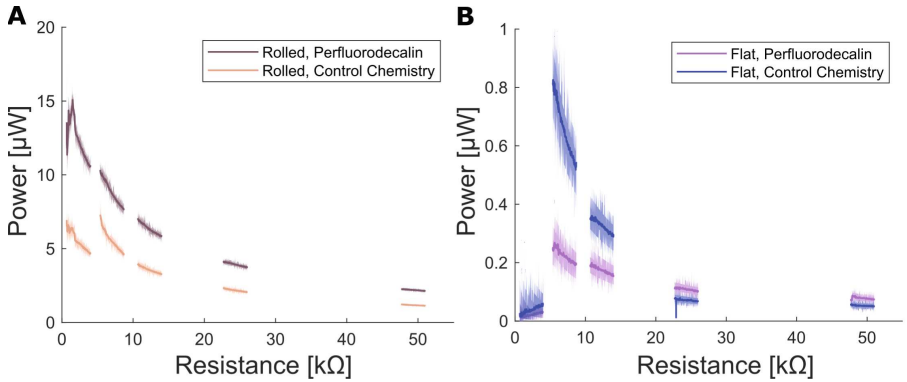 A
20
15
10
5
0
Power [µW]
Rolled, Perfluorodecalin
Rolled, Control Chemistry
0 10 20 30 40 50
Resistance [kΩ]
B
1
0.8
0.6
0.4
0.2
0
Power [µW]
Flat, Perfluorodecalin
Flat, Control Chemistry
0 10 20 30 40 50
Resistance [kΩ]